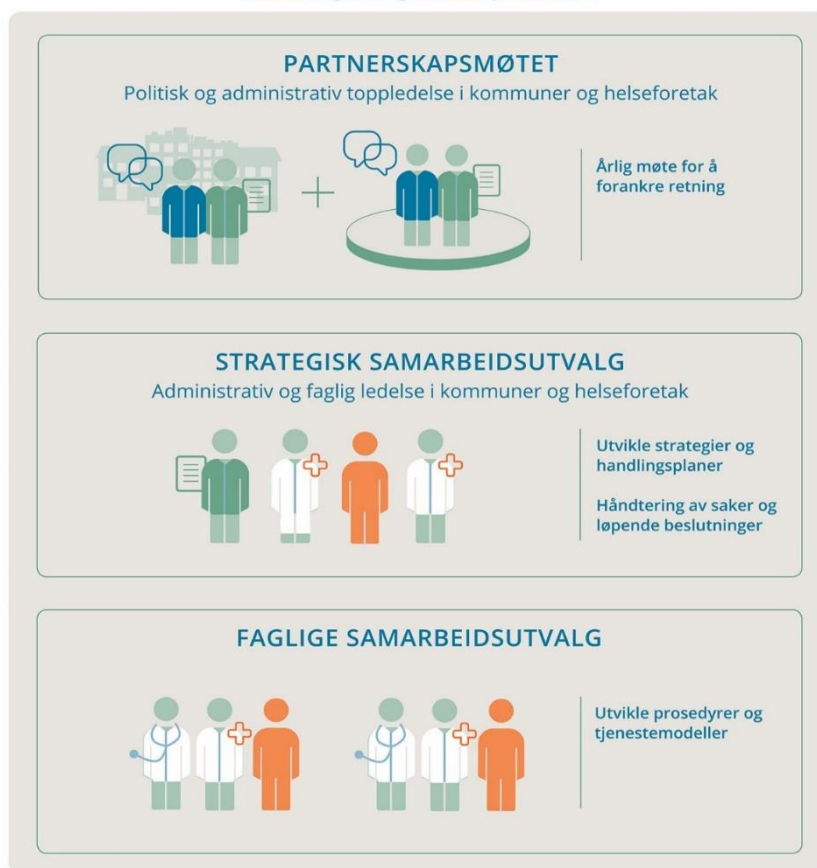 PARTNERSKAPSMØTET
Politisk og administrativ toppledelse i kommuner og helseforetak
Årlig møte for å
forankre retning
STRATEGISK SAMARBEIDSUTVALG
Administrativ og faglig ledelse i kommuner og helseforetak
Utvikle strategier og
handlingsplaner
Håndtering av saker og
løpende beslutninger
FAGLIGE SAMARBEIDSUTVALG
Utvikle prosedyrer og
tjenestemodeller